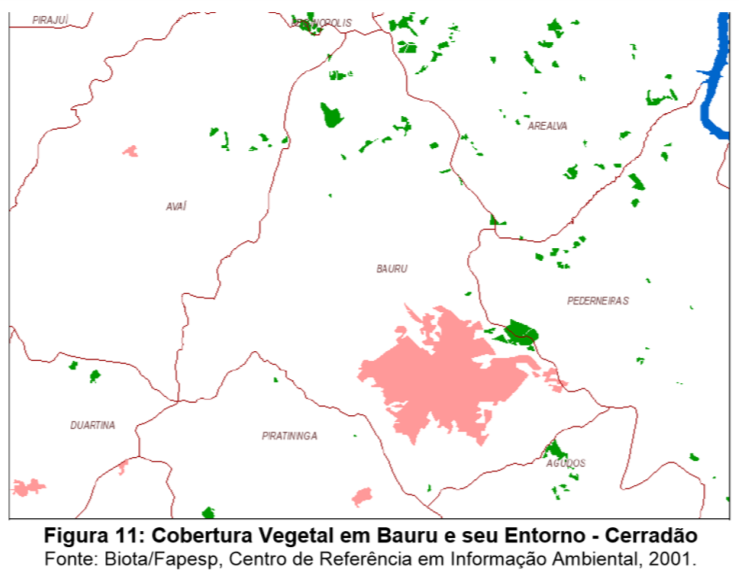 PIRAJUÍ
AREALVA
AVAÍ
BAURU
PEDERNEIRAS
DUARTINA
PIRATININGA
AGUDOS
Figura 11: Cobertura Vegetal em Bauru e seu Entorno - Cerradão
Fonte: Biota/Fapesp, Centro de Referência em Informação Ambiental, 2001.